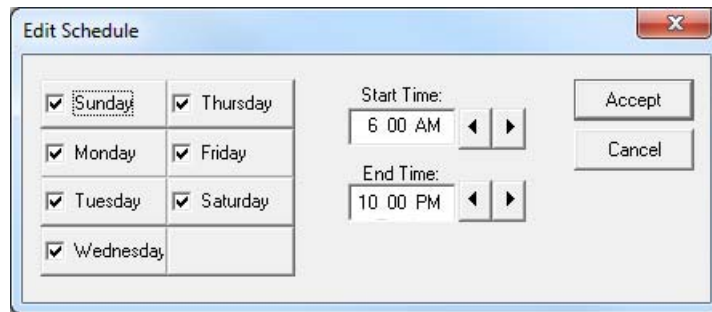 Edit Schedule
Sunday Thursday
Monday Friday
Tuesday Saturday
Wednesday
Start Time:
6 00 AM
End Time:
10 00 PM
Accept
Cancel